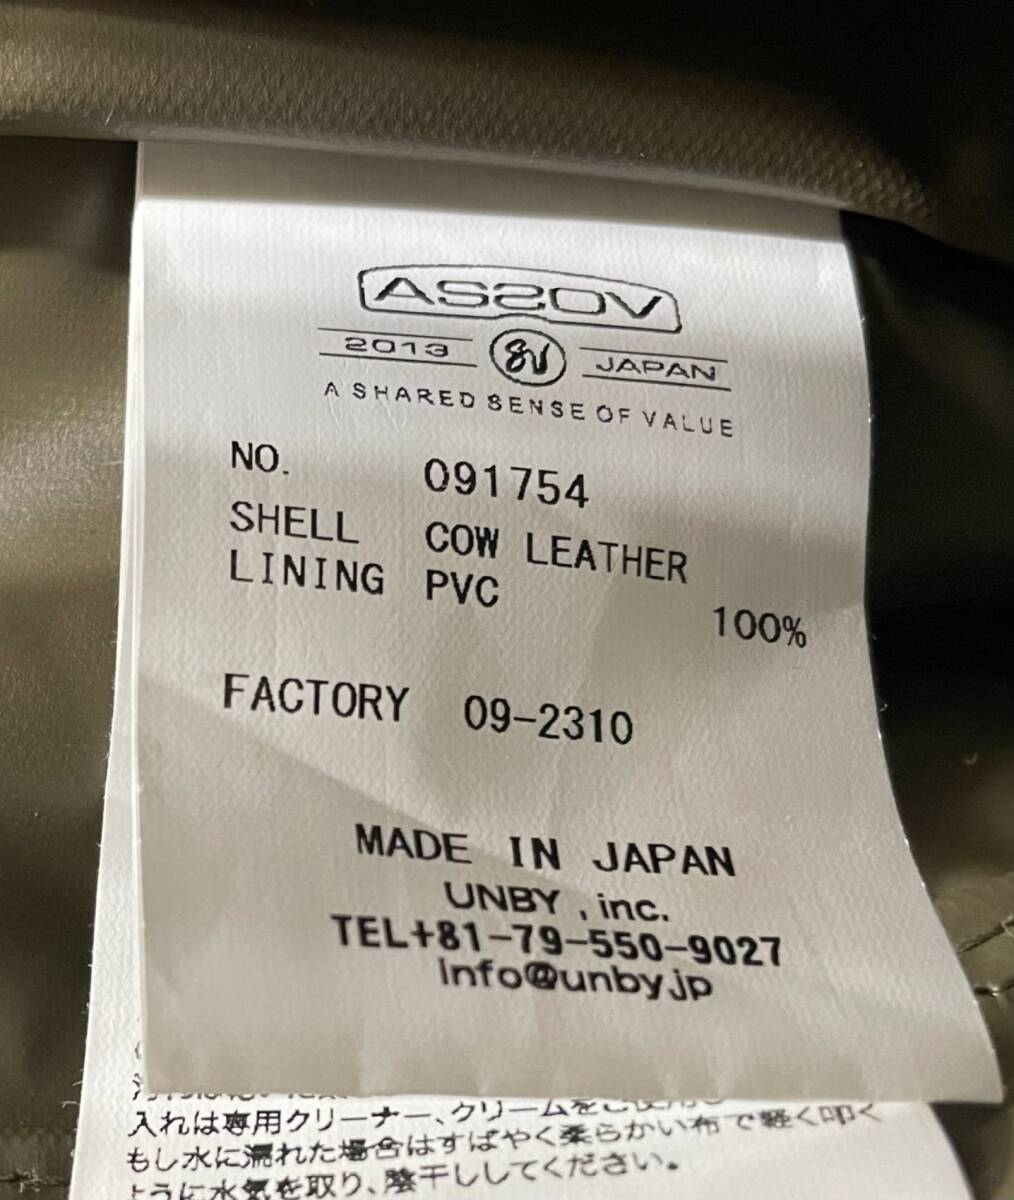 AS2OV
2013 8V JAPAN
A SHARED SENSE OF VALUE
NO. 091754
SHELL COW LEATHER
LINING PVC
100%
FACTORY 09-2310
MADE IN JAPAN
UNBY , inc.
TEL+81-79-550-9027
info@unby.jp
入れは専用クリーナー、クリームをご使用し
もし水に濡れた場合はすばやく柔らかい布で軽く叩く
ように水気を取り、陰干ししてください。